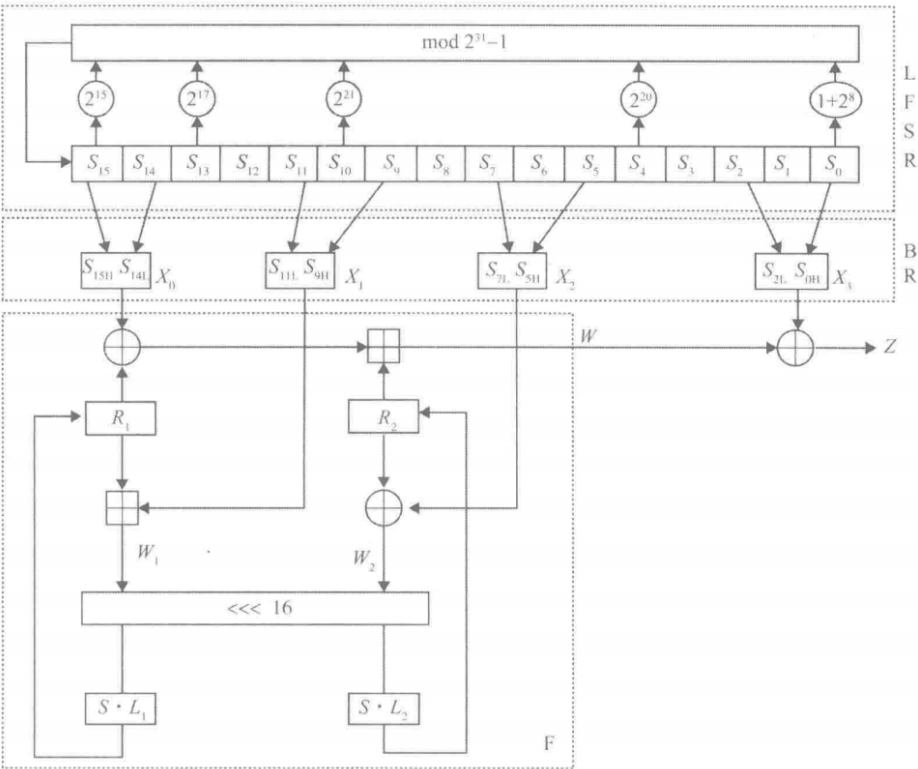 mod 2³¹−1
2¹⁵ 2¹⁷ 2²¹ 2²⁰ 1+2⁸
L
F
S
R
S₁₅ S₁₄ S₁₃ S₁₂ S₁₁ S₁₀ S₉ S₈ S₇ S₆ S₅ S₄ S₃ S₂ S₁ S₀
B
R
S₁₅H S₁₄L X₀ S₁₁L S₉H X₁ S₇L S₅H X₂ S₂L S₀H X₃
W Z
R₁ R₂
W₁ W₂
<<< 16
S · L₁ S · L₂
F